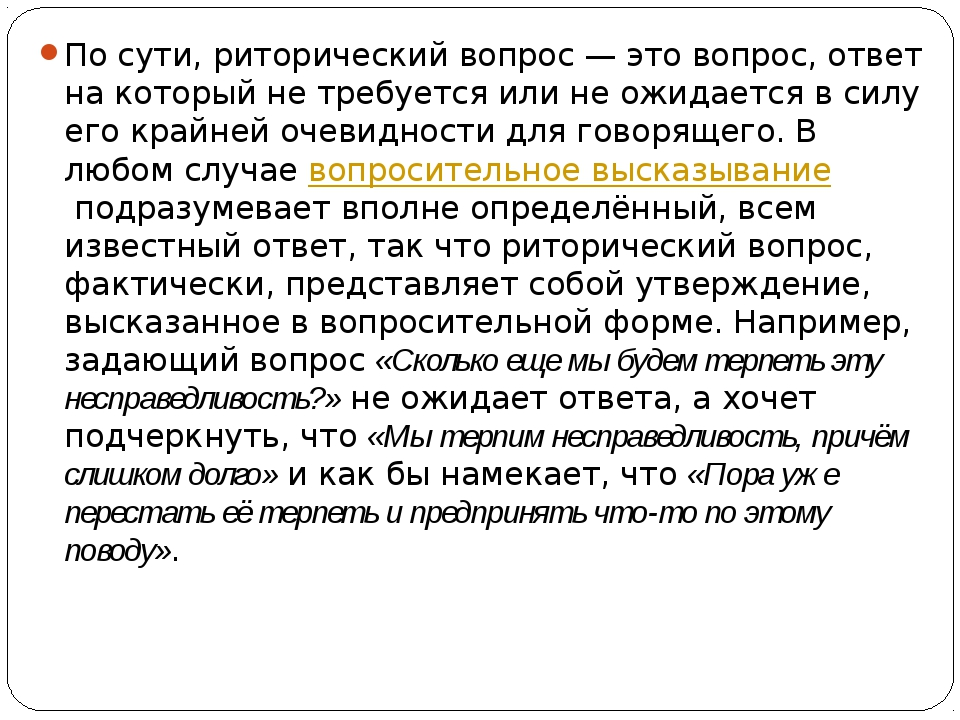 По сути, риторический вопрос — это вопрос, ответ
на который не требуется или не ожидается в силу
его крайней очевидности для говорящего. В
любом случае вопросительное высказывание
подразумевает вполне определённый, всем
известный ответ, так что риторический вопрос,
фактически, представляет собой утверждение,
высказанное в вопросительной форме. Например,
задающий вопрос «Сколько еще мы будем терпеть эту
несправедливость?» не ожидает ответа, а хочет
подчеркнуть, что «Мы терпим несправедливость, причём
слишком долго» и как бы намекает, что «Пора уже
перестать её терпеть и предпринять что-то по этому
поводу».